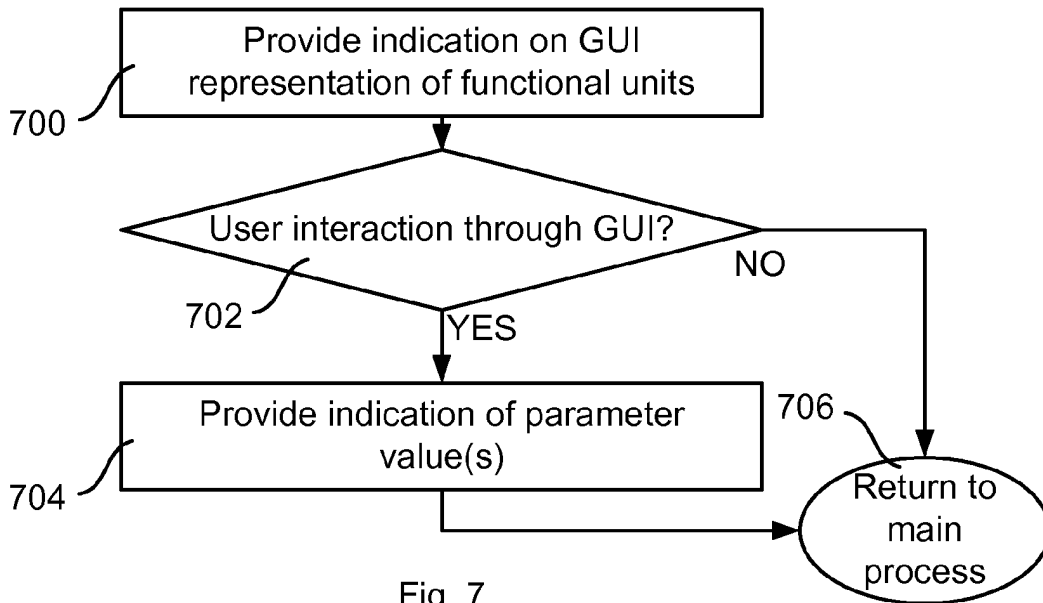 Provide indication on GUI
representation of functional units
700
User interaction through GUI?
NO
702
YES
Provide indication of parameter
value(s)
704
706
Return to
main
process
Fig. 7